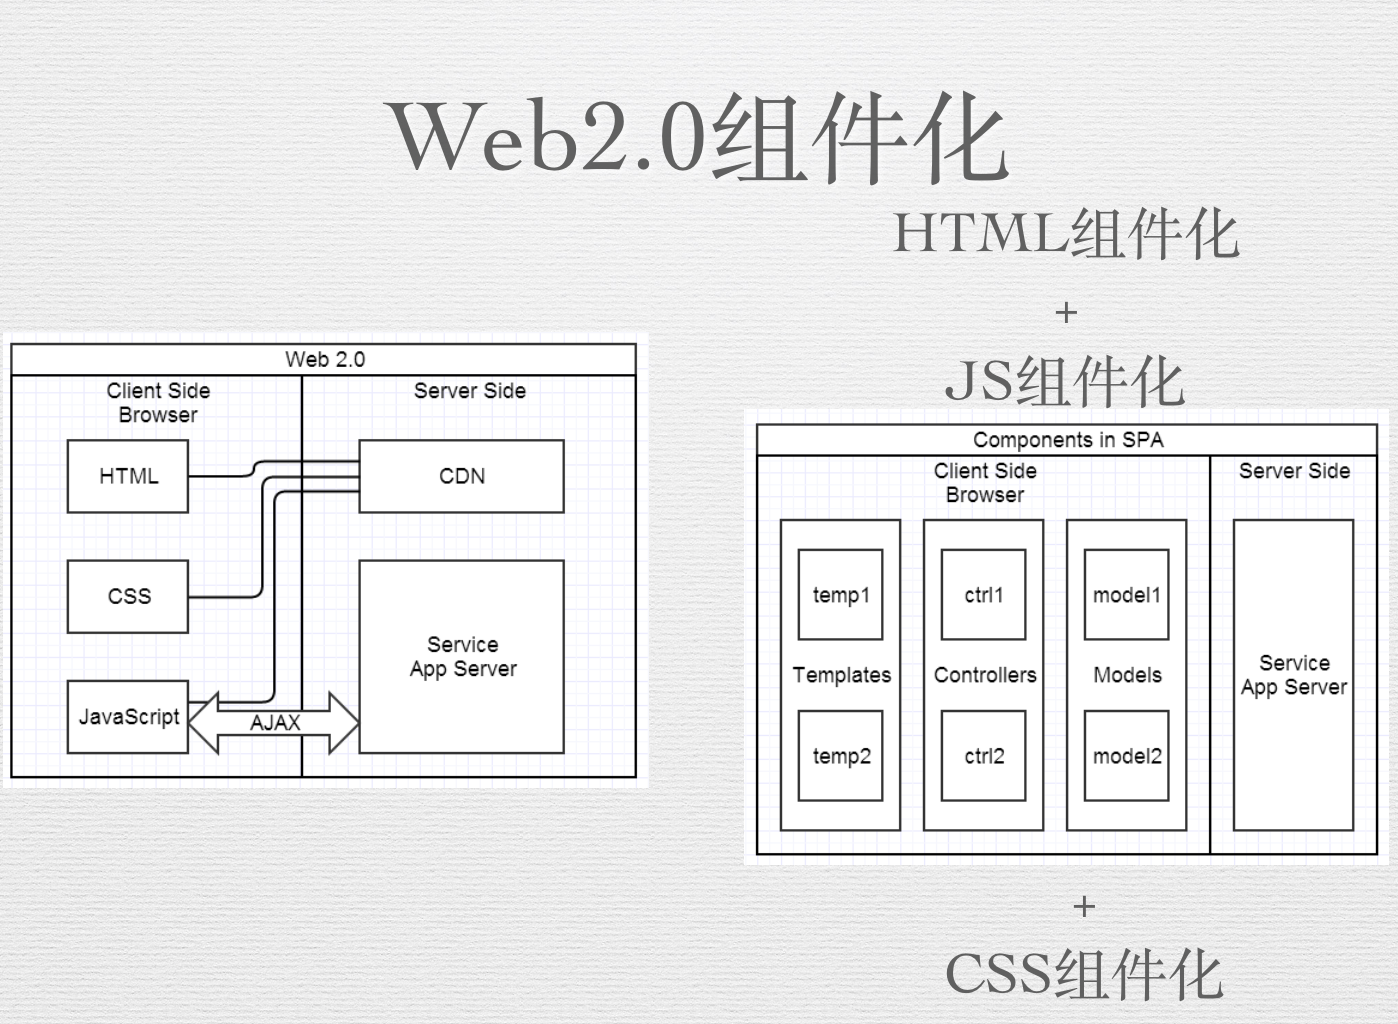 Web2.0组件化
HTML组件化
+
JS组件化
Web 2.0
Client Side
Browser
Server Side
HTML
CDN
CSS
Service
App Server
JavaScript
AJAX
Components in SPA
Client Side
Browser
Server Side
temp1
ctrl1
model1
Templates
Controllers
Models
Service
App Server
temp2
ctrl2
model2
+
CSS组件化